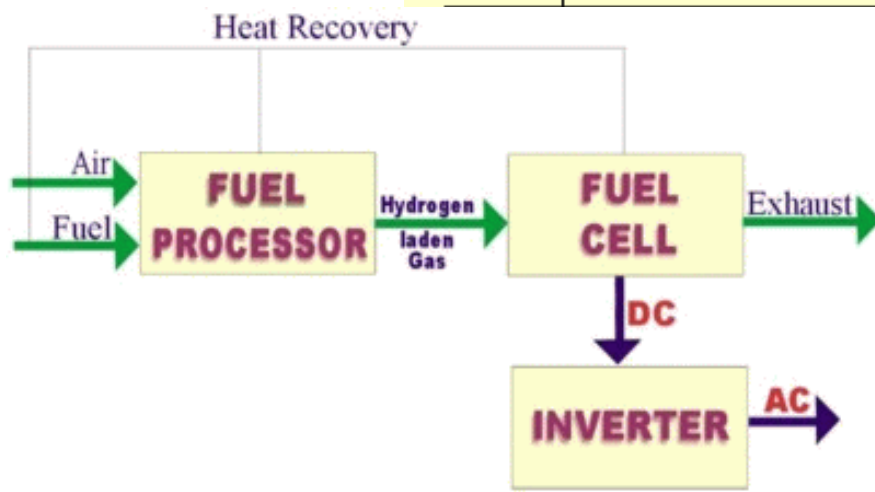 Heat Recovery
Air
Fuel
FUEL
PROCESSOR
Hydrogen
laden
Gas
FUEL
CELL
Exhaust
DC
INVERTER
AC